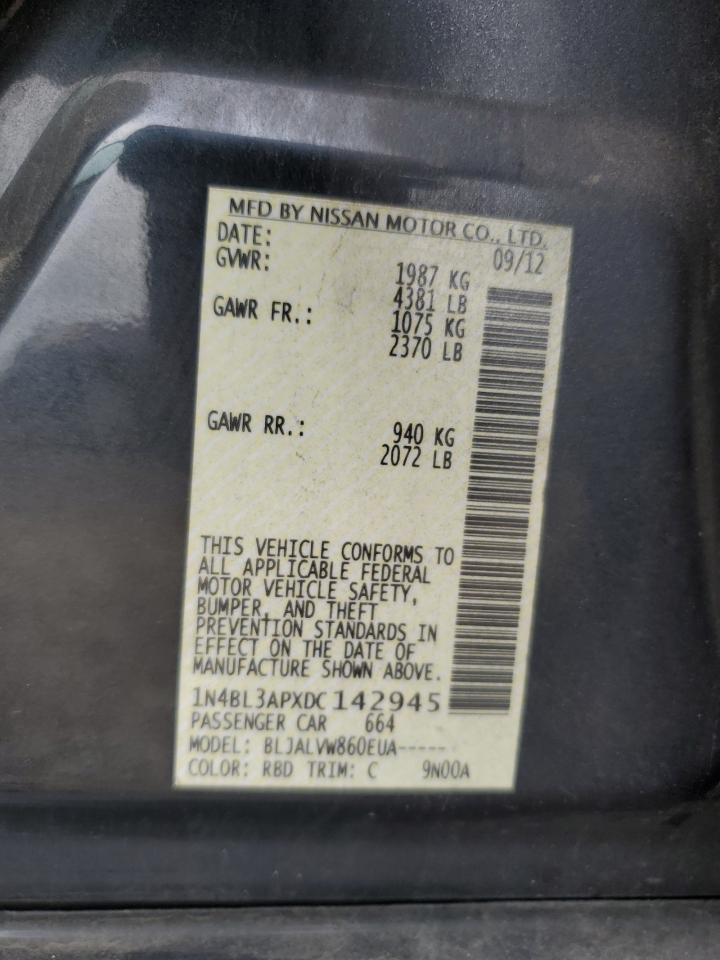 MFD BY NISSAN MOTOR CO., LTD.
DATE: 09/12
GVWR: 1987 KG
4381 LB
GAWR FR.: 1075 KG
2370 LB
GAWR RR.: 940 KG
2072 LB
THIS VEHICLE CONFORMS TO
ALL APPLICABLE FEDERAL
MOTOR VEHICLE SAFETY,
BUMPER, AND THEFT
PREVENTION STANDARDS IN
EFFECT ON THE DATE OF
MANUFACTURE SHOWN ABOVE.
1N4BL3APXDC142945
PASSENGER CAR 664
MODEL: BLJALVW860EUA-----
COLOR: RBD TRIM: C 9N00A